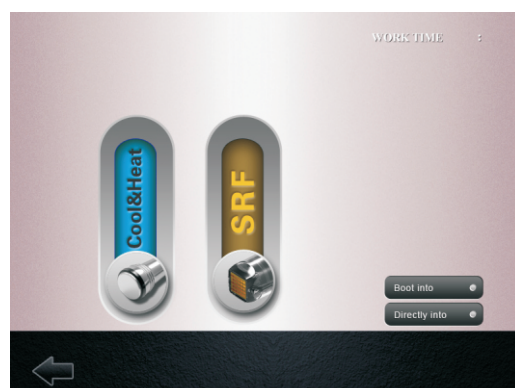 WORK TIME :
Cool&Heat
SRF
Boot into
Directly into